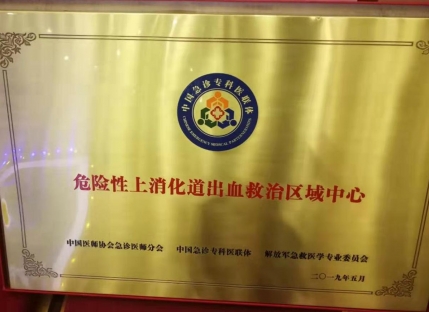 中国急诊专科医联体
危险性上消化道出血救治区域中心
中国医师协会急诊医师分会 中国急诊专科医联体 解放军急救医学专业委员会
二〇一九年五月